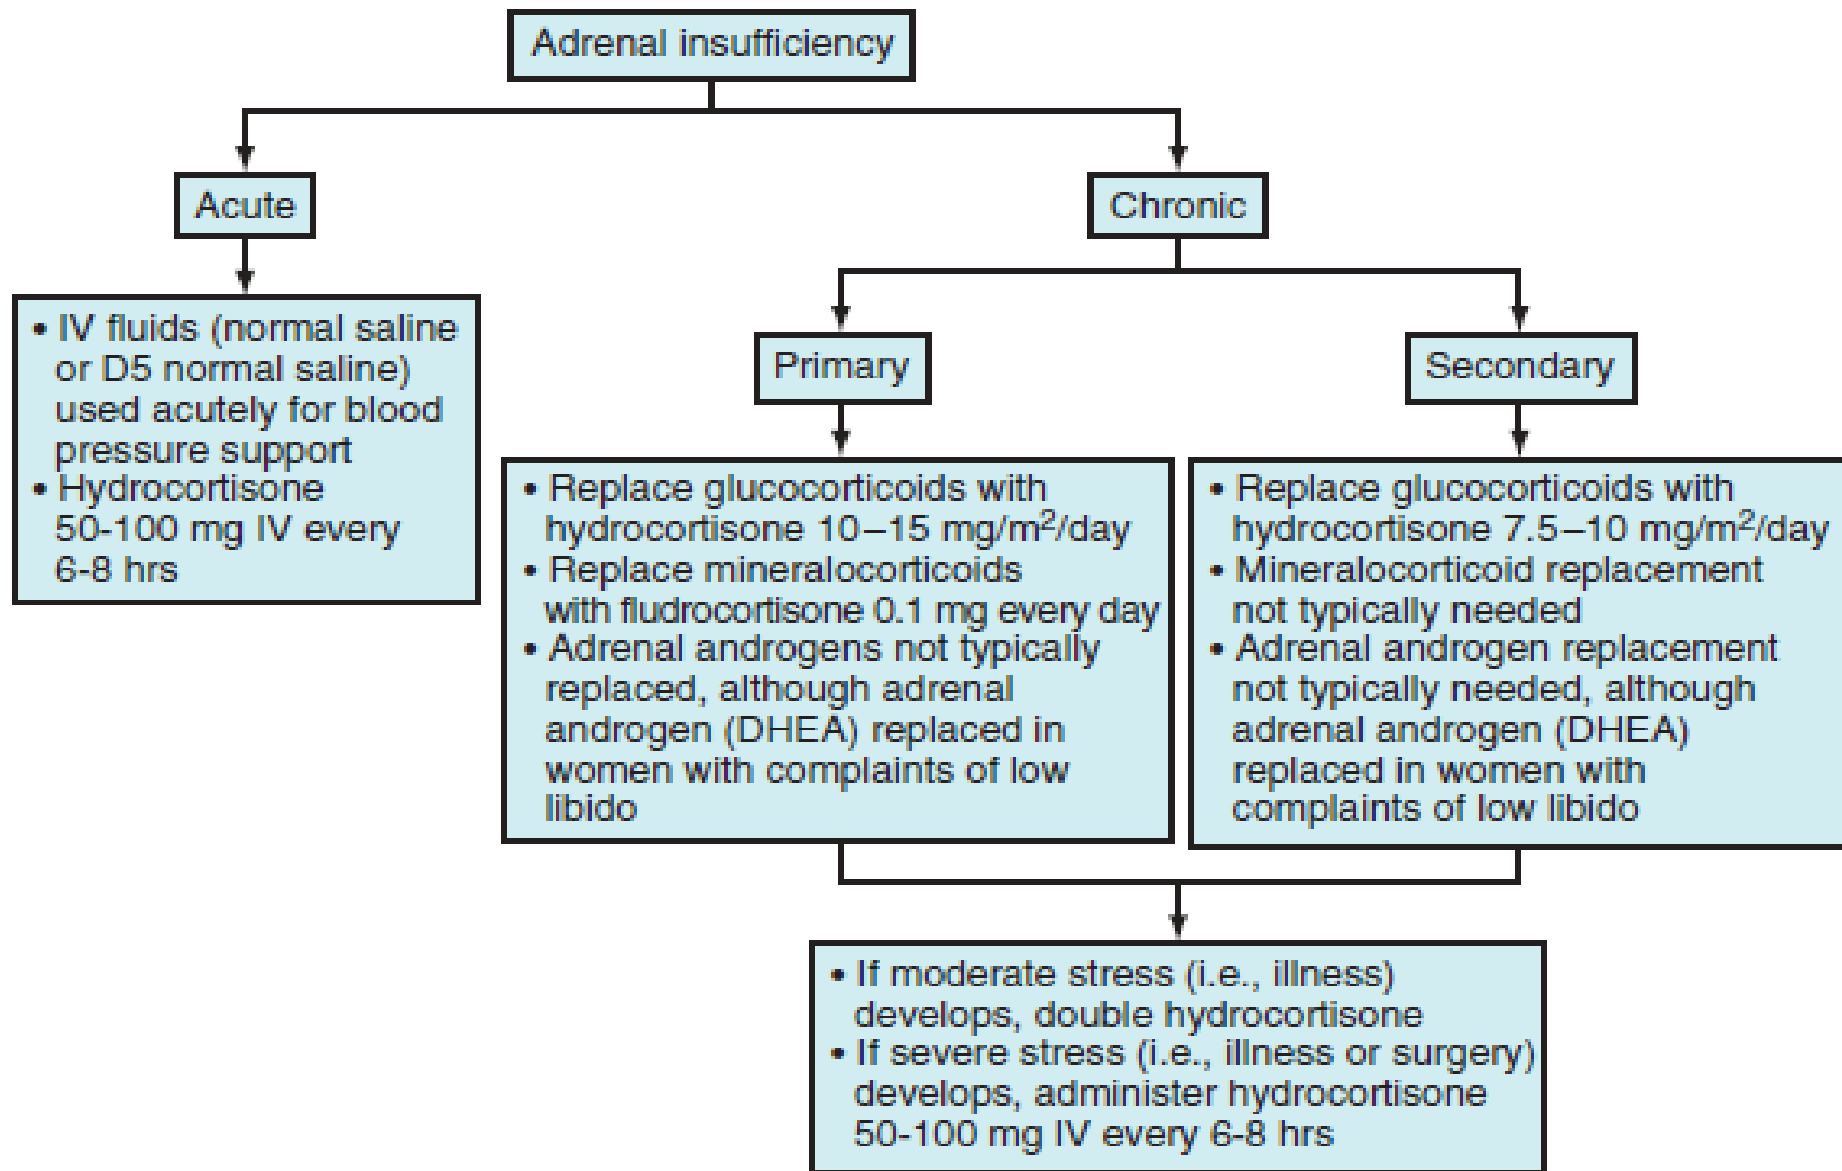 Adrenal insufficiency
Acute
Chronic
• IV fluids (normal saline
or D5 normal saline)
used acutely for blood
pressure support
• Hydrocortisone
50-100 mg IV every
6-8 hrs
Primary
Secondary
• Replace glucocorticoids with
hydrocortisone 10–15 mg/m²/day
• Replace mineralocorticoids
with fludrocortisone 0.1 mg every day
• Adrenal androgens not typically
replaced, although adrenal
androgen (DHEA) replaced in
women with complaints of low
libido
• Replace glucocorticoids with
hydrocortisone 7.5–10 mg/m²/day
• Mineralocorticoid replacement
not typically needed
• Adrenal androgen replacement
not typically needed, although
adrenal androgen (DHEA)
replaced in women with
complaints of low libido
• If moderate stress (i.e., illness)
develops, double hydrocortisone
• If severe stress (i.e., illness or surgery)
develops, administer hydrocortisone
50-100 mg IV every 6-8 hrs